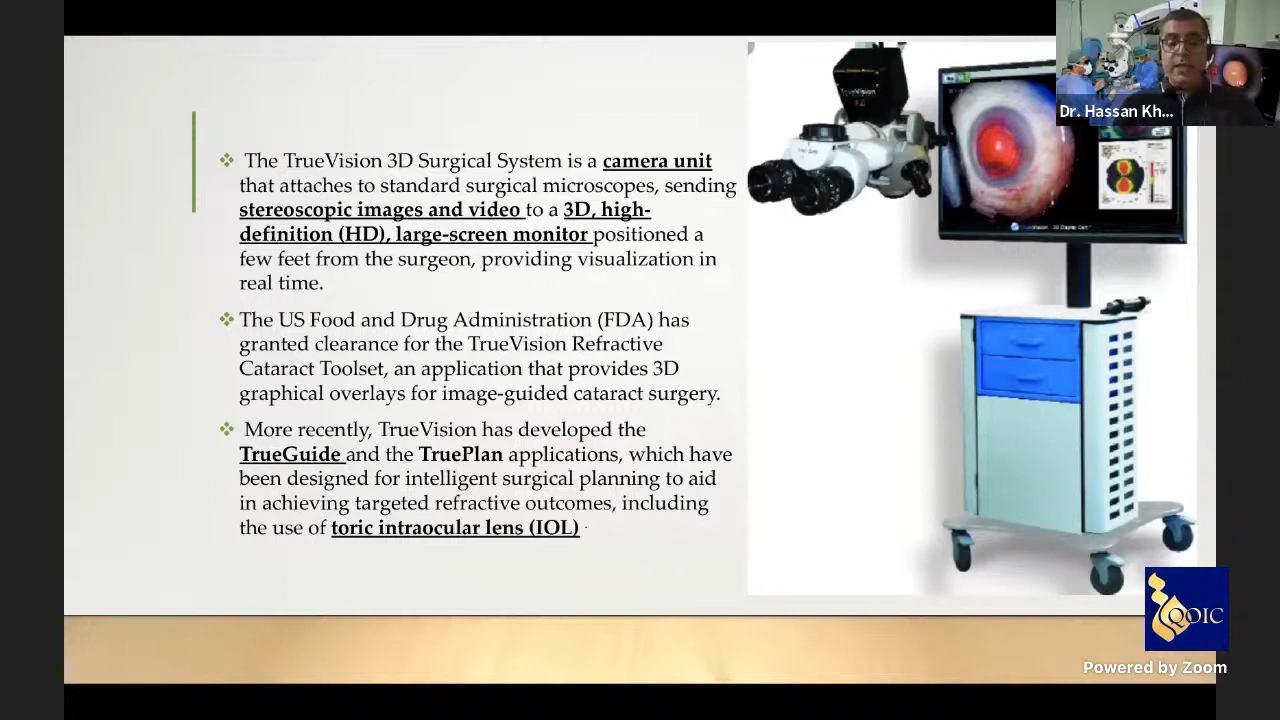 Dr. Hassan Kh...
❖ The TrueVision 3D Surgical System is a camera unit
that attaches to standard surgical microscopes, sending
stereoscopic images and video to a 3D, high-
definition (HD), large-screen monitor positioned a
few feet from the surgeon, providing visualization in
real time.
❖ The US Food and Drug Administration (FDA) has
granted clearance for the TrueVision Refractive
Cataract Toolset, an application that provides 3D
graphical overlays for image-guided cataract surgery.
❖ More recently, TrueVision has developed the
TrueGuide and the TruePlan applications, which have
been designed for intelligent surgical planning to aid
in achieving targeted refractive outcomes, including
the use of toric intraocular lens (IOL) .
TrueVision
QOIC
Powered by Zoom